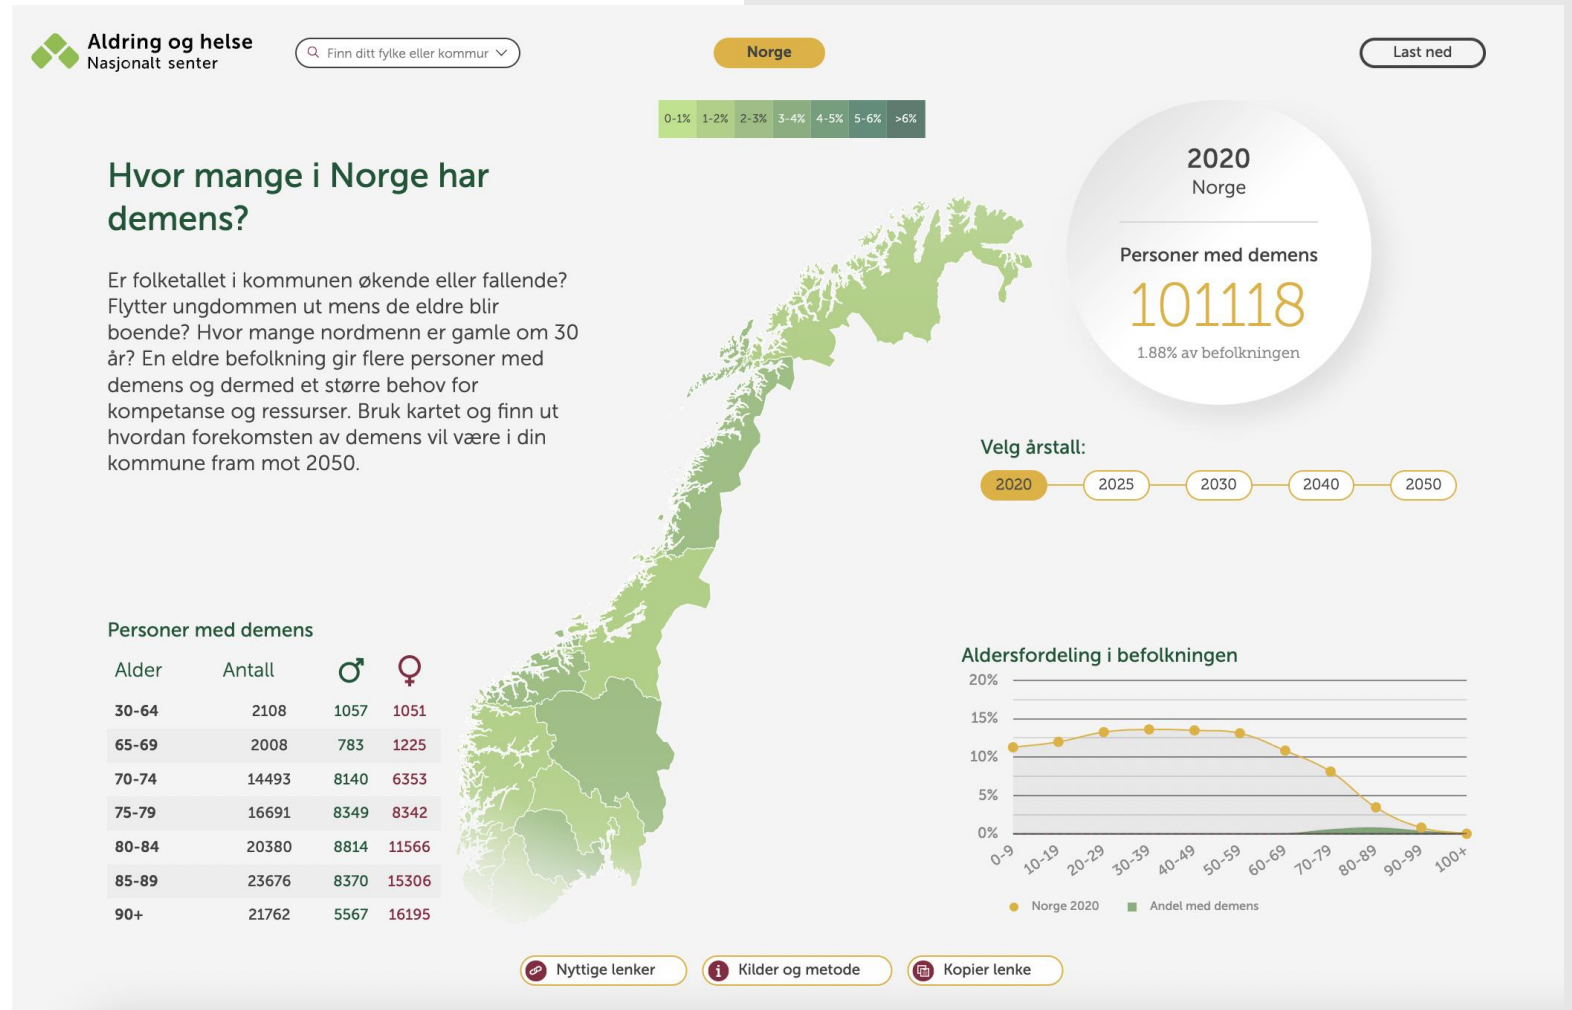 Aldring og helse
Nasjonalt senter
Finn ditt fylke eller kommur
Norge
Last ned
0-1% 1-2% 2-3% 3-4% 4-5% 5-6% >6%
Hvor mange i Norge har
demens?
Er folketallet i kommunen økende eller fallende?
Flytter ungdommen ut mens de eldre blir
boende? Hvor mange nordmenn er gamle om 30
år? En eldre befolkning gir flere personer med
demens og dermed et større behov for
kompetanse og ressurser. Bruk kartet og finn ut
hvordan forekomsten av demens vil være i din
kommune fram mot 2050.
2020
Norge
Personer med demens
101118
1.88% av befolkningen
Velg årstall:
2020 2025 2030 2040 2050
Personer med demens
Alder Antall ♂ ♀
30-64 2108 1057 1051
65-69 2008 783 1225
70-74 14493 8140 6353
75-79 16691 8349 8342
80-84 20380 8814 11566
85-89 23676 8370 15306
90+ 21762 5567 16195
Aldersfordeling i befolkningen
20%
15%
10%
5%
0%
0-9 10-19 20-29 30-39 40-49 50-59 60-69 70-79 80-89 90-99 100+
Norge 2020 Andel med demens
Nyttige lenker
Kilder og metode
Kopier lenke